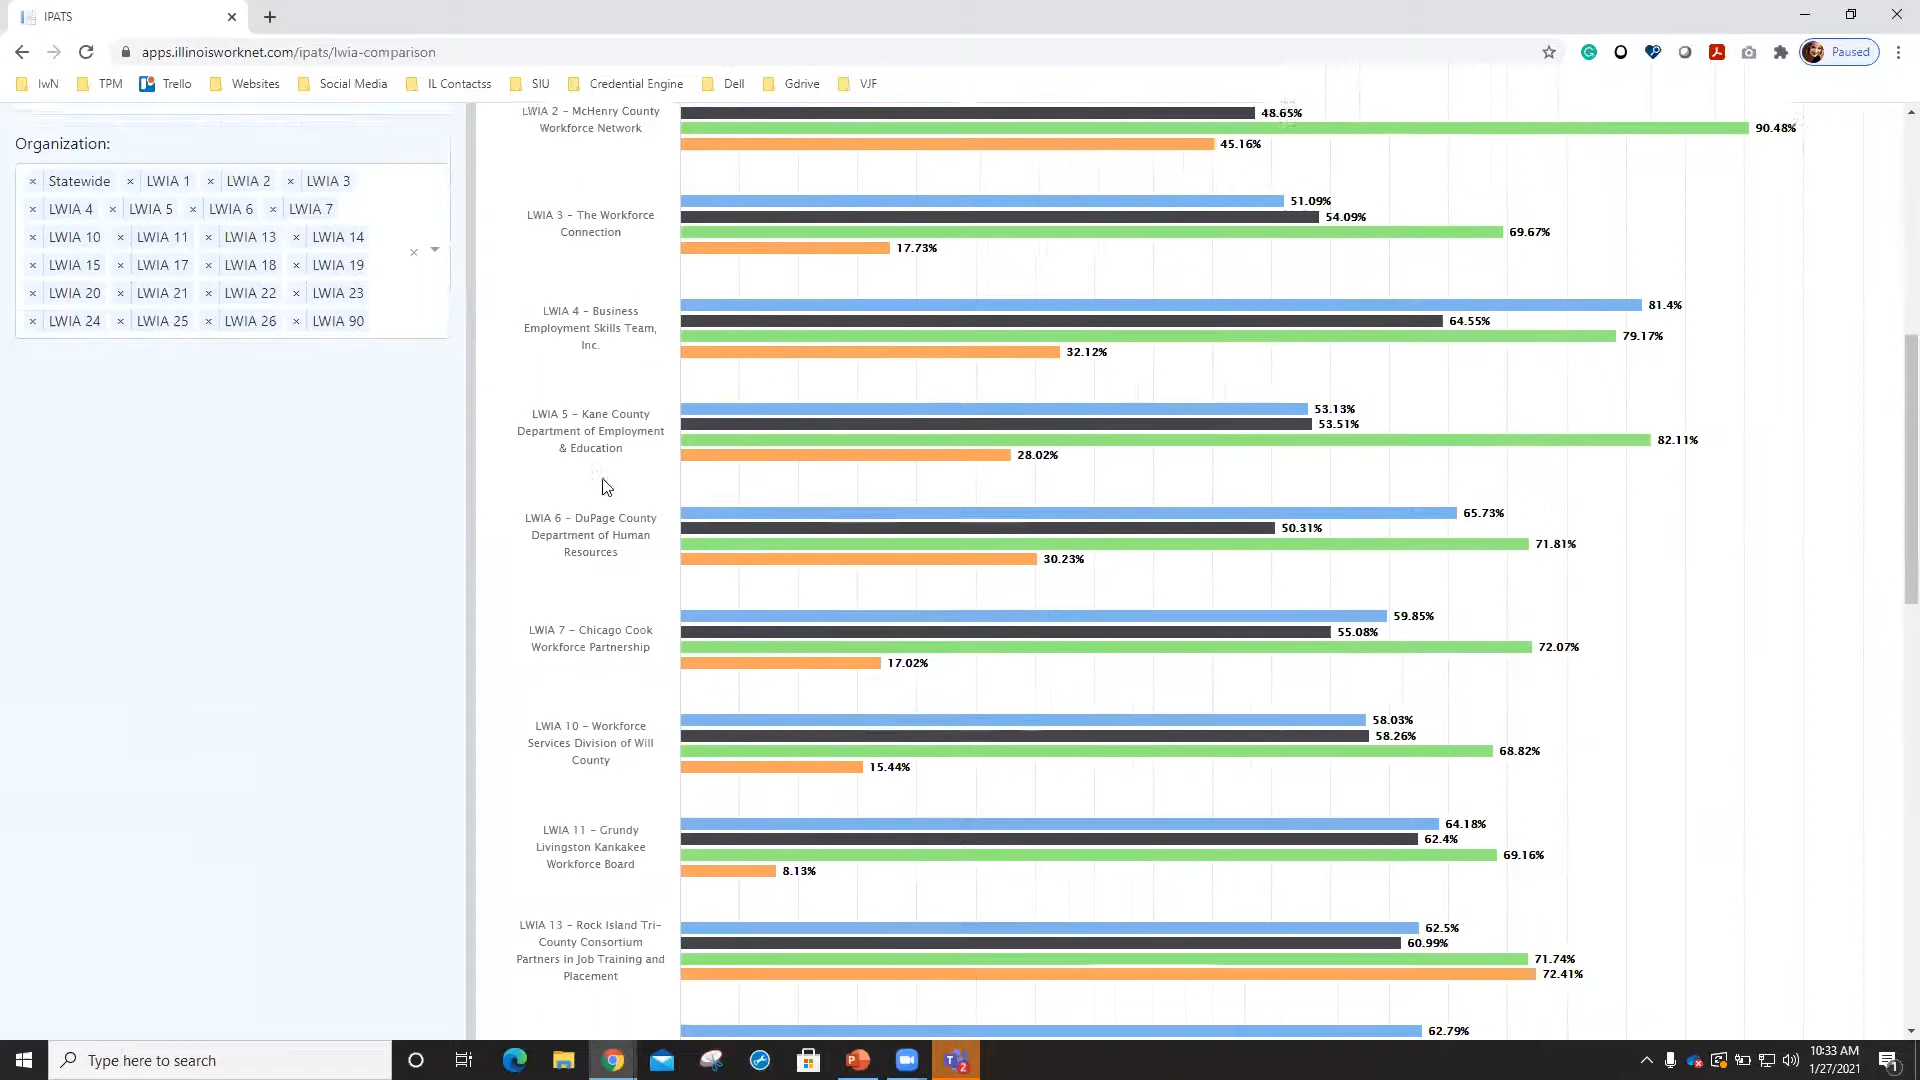 IPATS
apps.illinoisworknet.com/ipats/lwia-comparison
Paused
IwN TPM Trello Websites Social Media IL Contactss SIU Credential Engine Dell Gdrive VJF
Organization:
× Statewide × LWIA 1 × LWIA 2 × LWIA 3
× LWIA 4 × LWIA 5 × LWIA 6 × LWIA 7
× LWIA 10 × LWIA 11 × LWIA 13 × LWIA 14
× LWIA 15 × LWIA 17 × LWIA 18 × LWIA 19
× LWIA 20 × LWIA 21 × LWIA 22 × LWIA 23
× LWIA 24 × LWIA 25 × LWIA 26 × LWIA 90
LWIA 2 - McHenry County
Workforce Network
48.65%
90.48%
45.16%
LWIA 3 - The Workforce
Connection
51.09%
54.09%
69.67%
17.73%
LWIA 4 - Business
Employment Skills Team,
Inc.
81.4%
64.55%
79.17%
32.12%
LWIA 5 - Kane County
Department of Employment
& Education
53.13%
53.51%
82.11%
28.02%
LWIA 6 - DuPage County
Department of Human
Resources
65.73%
50.31%
71.81%
30.23%
LWIA 7 - Chicago Cook
Workforce Partnership
59.85%
55.08%
72.07%
17.02%
LWIA 10 - Workforce
Services Division of Will
County
58.03%
58.26%
68.82%
15.44%
LWIA 11 - Grundy
Livingston Kankakee
Workforce Board
64.18%
62.4%
69.16%
8.13%
LWIA 13 - Rock Island Tri-
County Consortium
Partners in Job Training and
Placement
62.5%
60.99%
71.74%
72.41%
62.79%
Type here to search
10:33 AM
1/27/2021